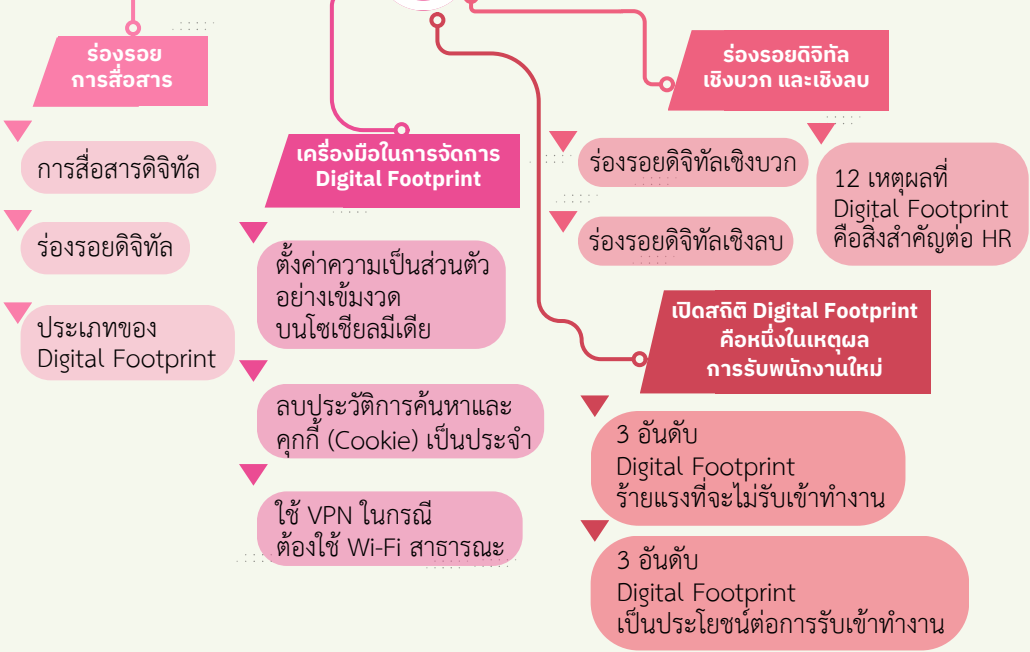 ร่องรอย
การสื่อสาร
การสื่อสารดิจิทัล
ร่องรอยดิจิทัล
ประเภทของ
Digital Footprint
เครื่องมือในการจัดการ
Digital Footprint
ตั้งค่าความเป็นส่วนตัว
อย่างเข้มงวด
บนโซเชียลมีเดีย
ลบประวัติการค้นหาและ
คุกกี้ (Cookie) เป็นประจำ
ใช้ VPN ในกรณี
ต้องใช้ Wi-Fi สาธารณะ
ร่องรอยดิจิทัล
เชิงบวก และเชิงลบ
ร่องรอยดิจิทัลเชิงบวก
ร่องรอยดิจิทัลเชิงลบ
12 เหตุผลที่
Digital Footprint
คือสิ่งสำคัญต่อ HR
เปิดสถิติ Digital Footprint
คือหนึ่งในเหตุผล
การรับพนักงานใหม่
3 อันดับ
Digital Footprint
ร้ายแรงที่จะไม่รับเข้าทำงาน
3 อันดับ
Digital Footprint
เป็นประโยชน์ต่อการรับเข้าทำงาน